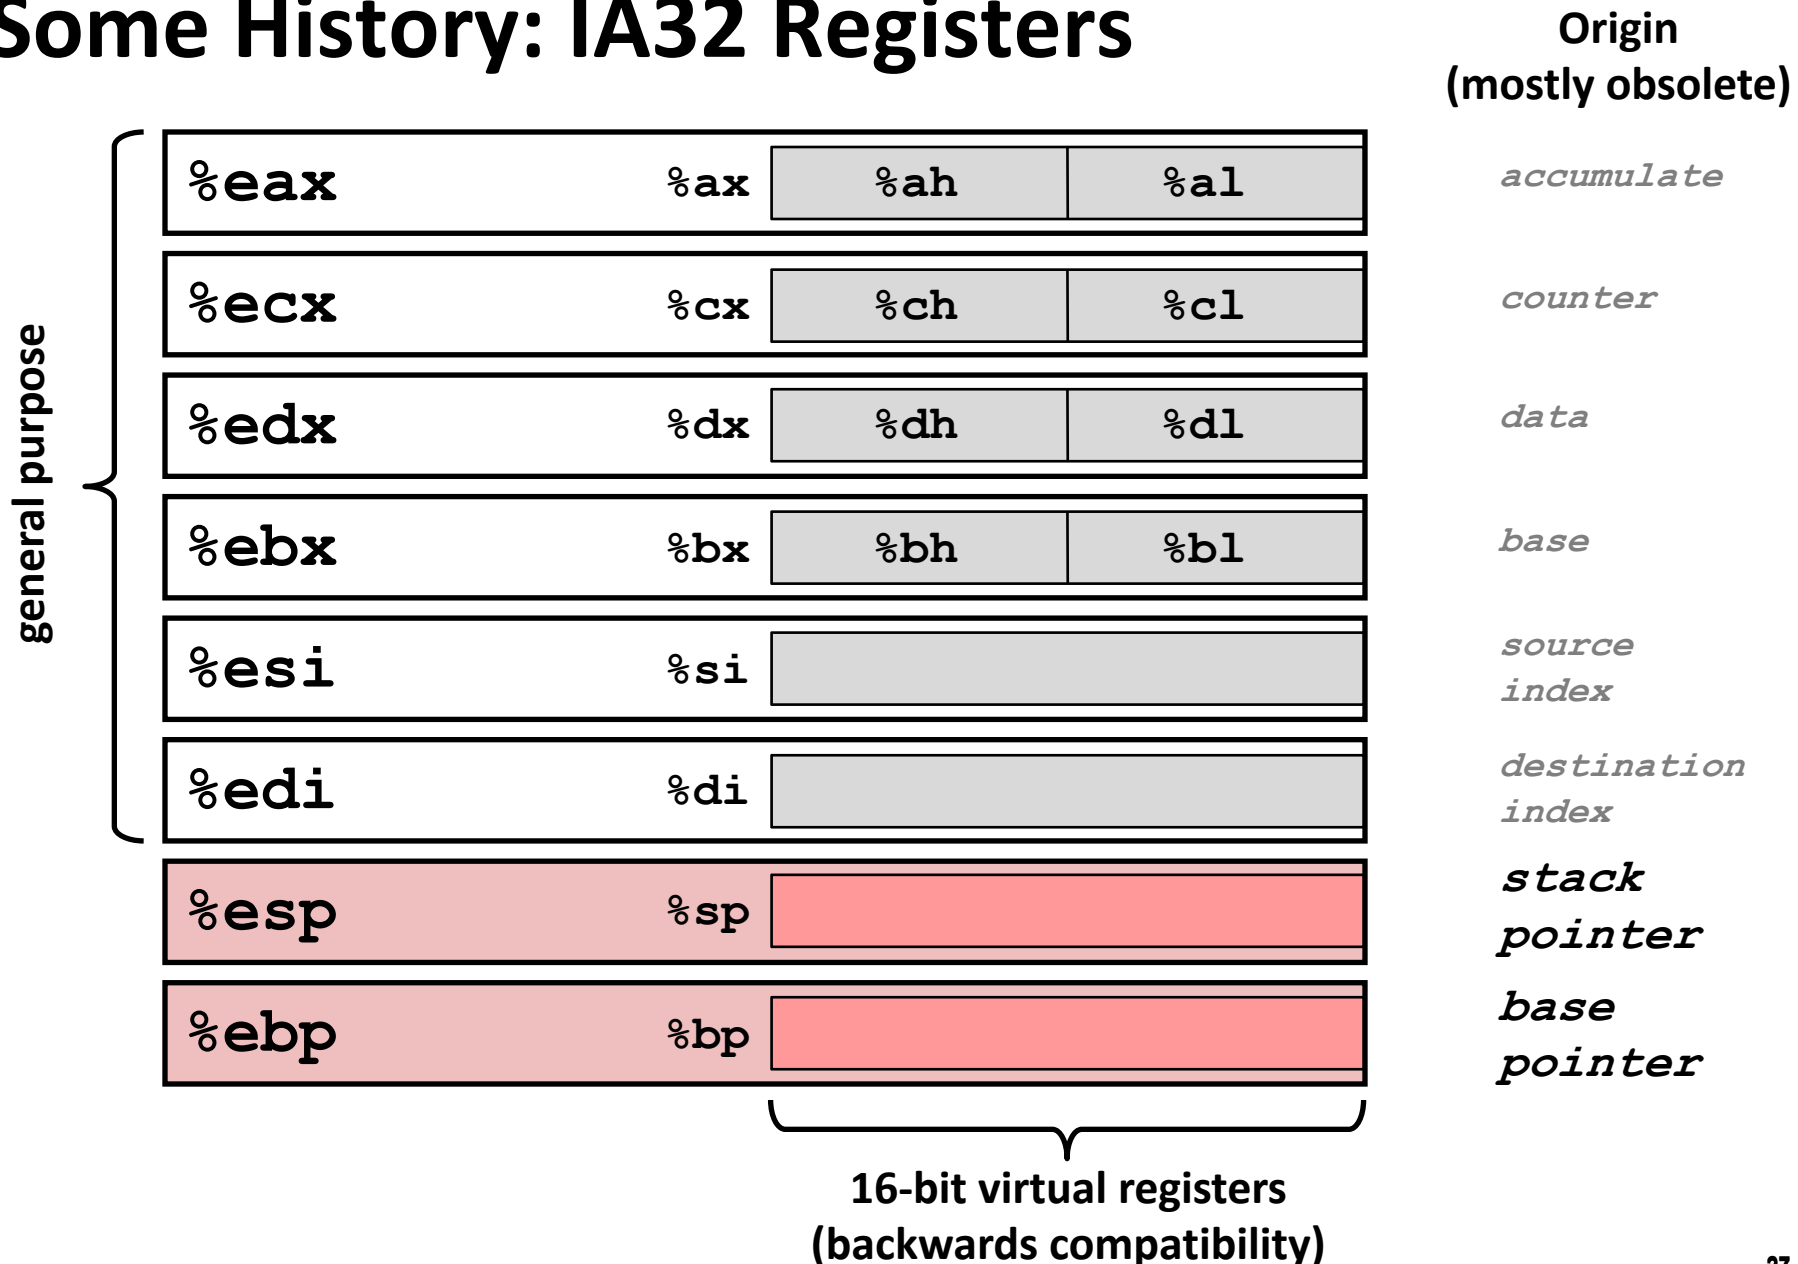 Some History: IA32 Registers
Origin
(mostly obsolete)
general purpose
%eax %ax %ah %al accumulate
%ecx %cx %ch %cl counter
%edx %dx %dh %dl data
%ebx %bx %bh %bl base
%esi %si source
index
%edi %di destination
index
%esp %sp stack
pointer
%ebp %bp base
pointer
16-bit virtual registers
(backwards compatibility)